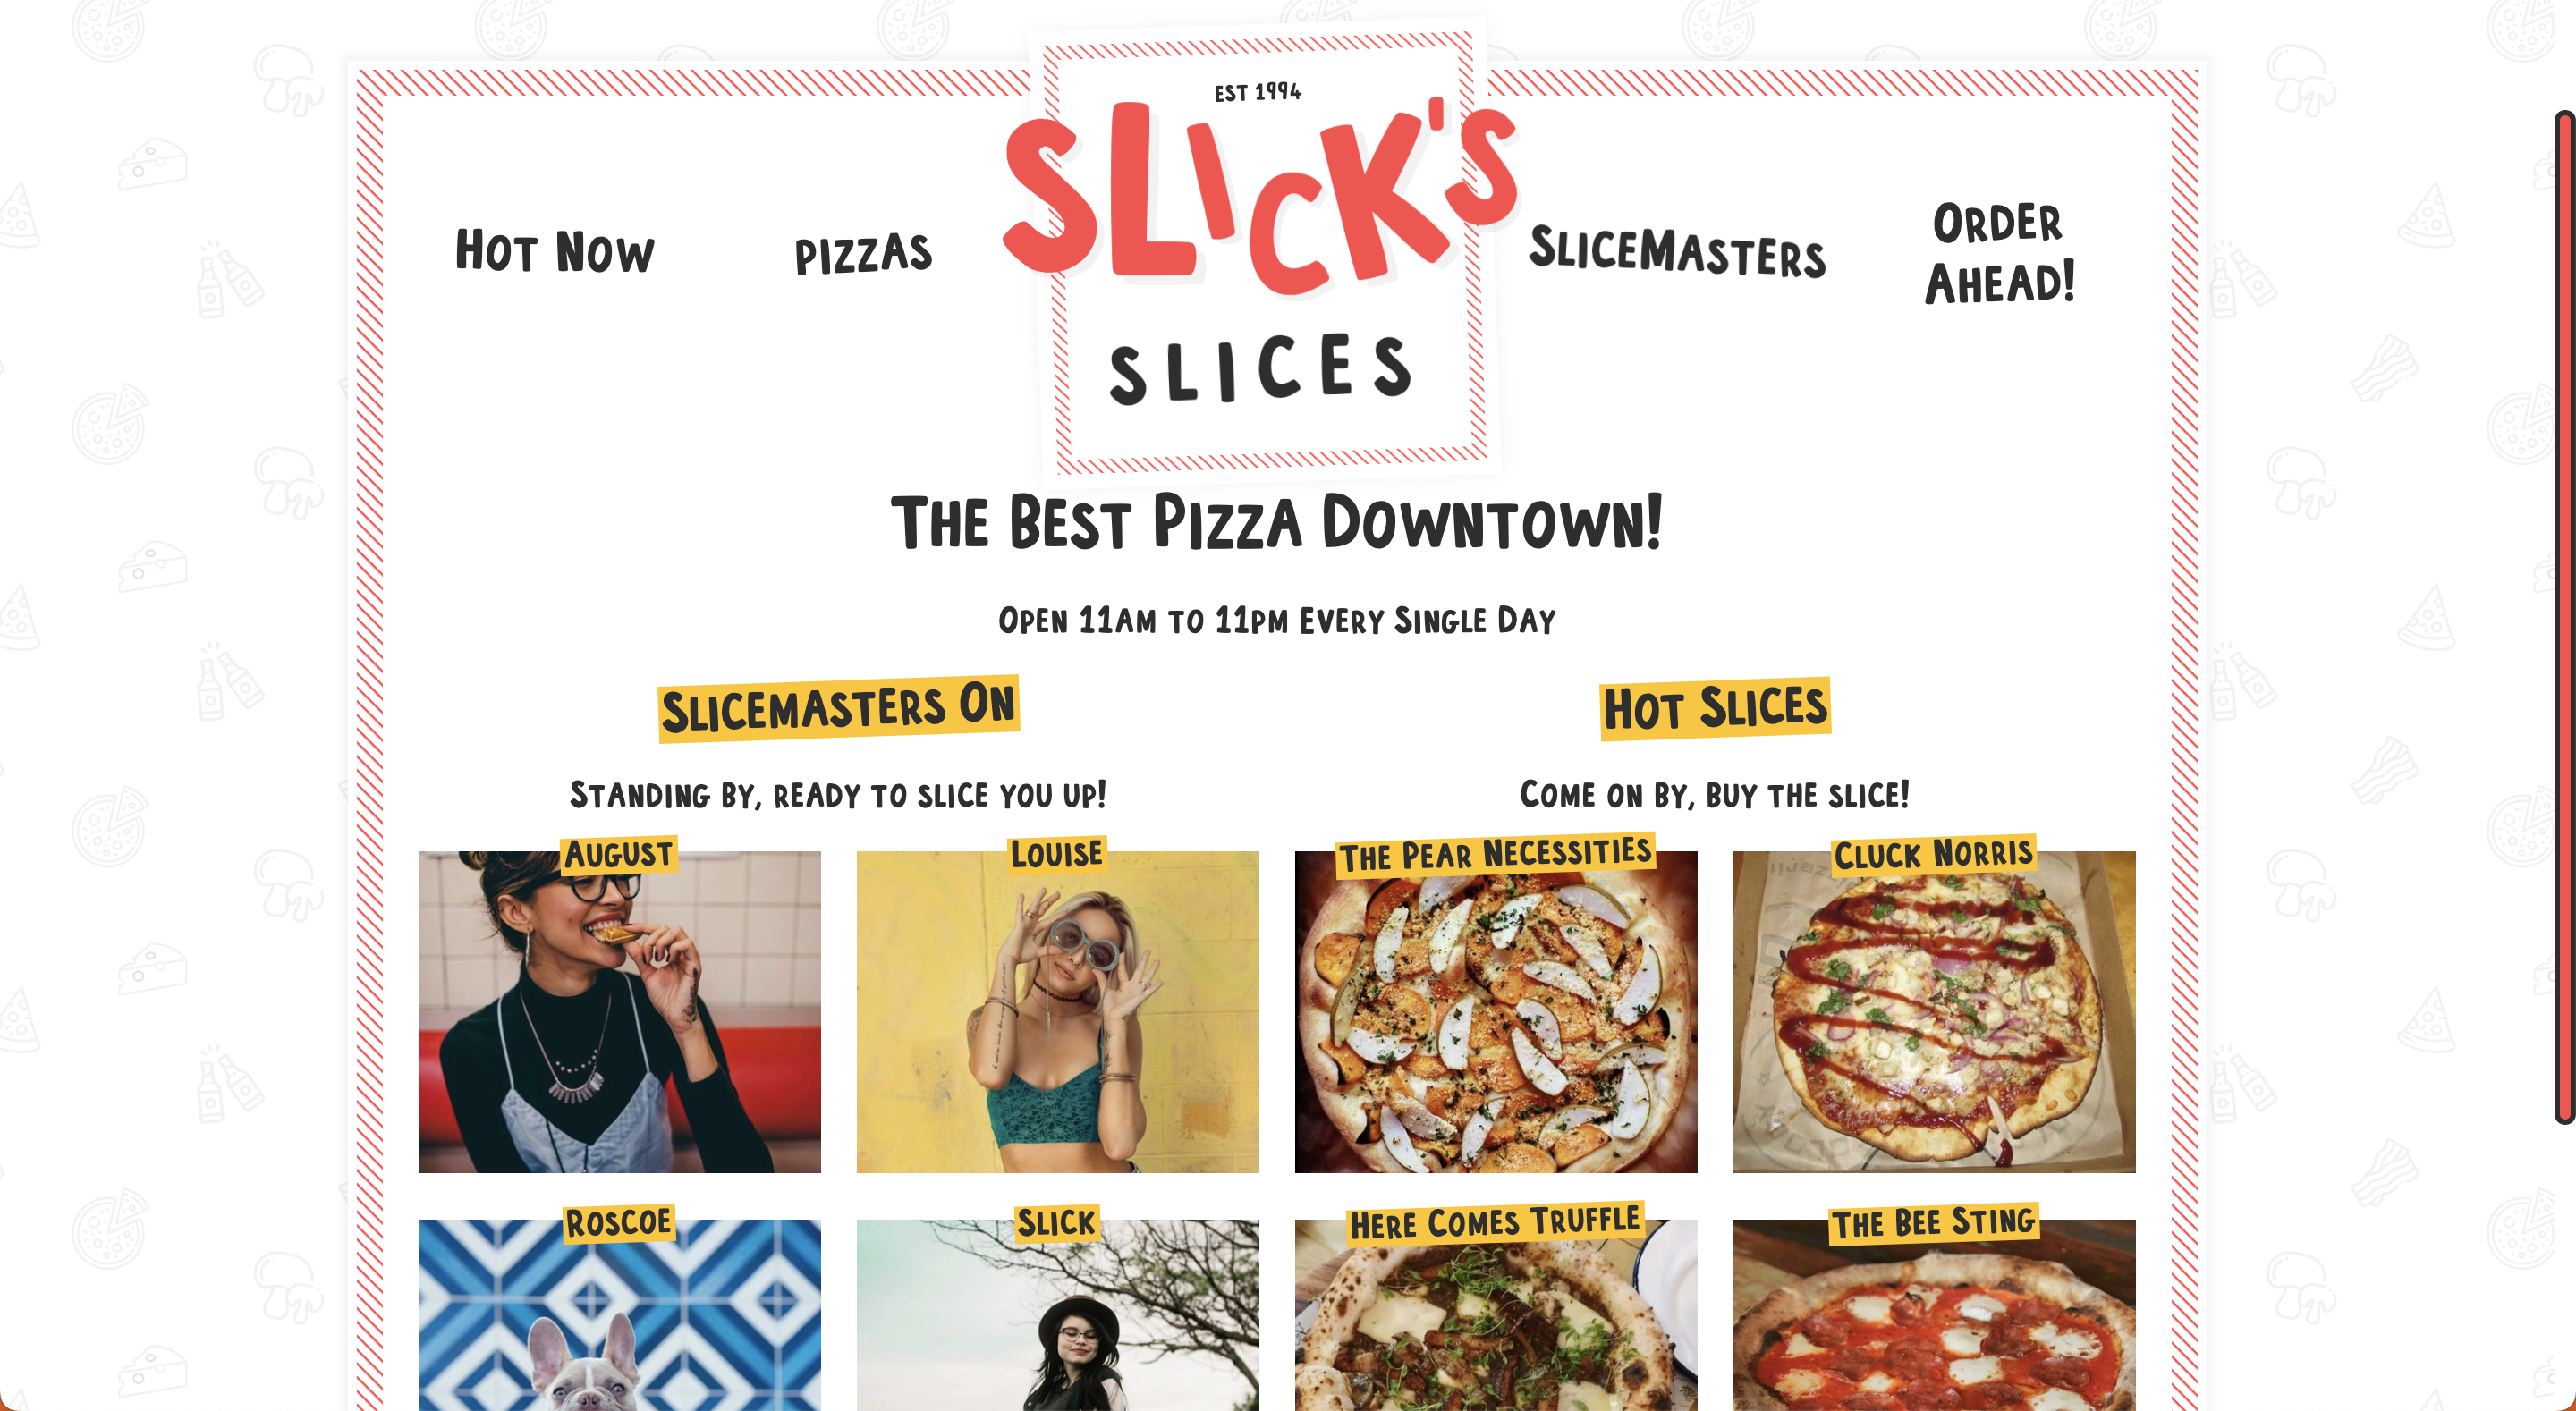 EST 1994
SLICK'S
SLICES
Hot Now
pizzas
SliceMasters
Order
Ahead!
The Best Pizza Downtown!
Open 11am to 11pm Every Single Day
Slicemasters On
Standing By, ready to slice you up!
August
Louise
Roscoe
Slick
Hot Slices
Come on by, buy the slice!
The Pear Necessities
Cluck Norris
Here Comes Truffle
The Bee Sting